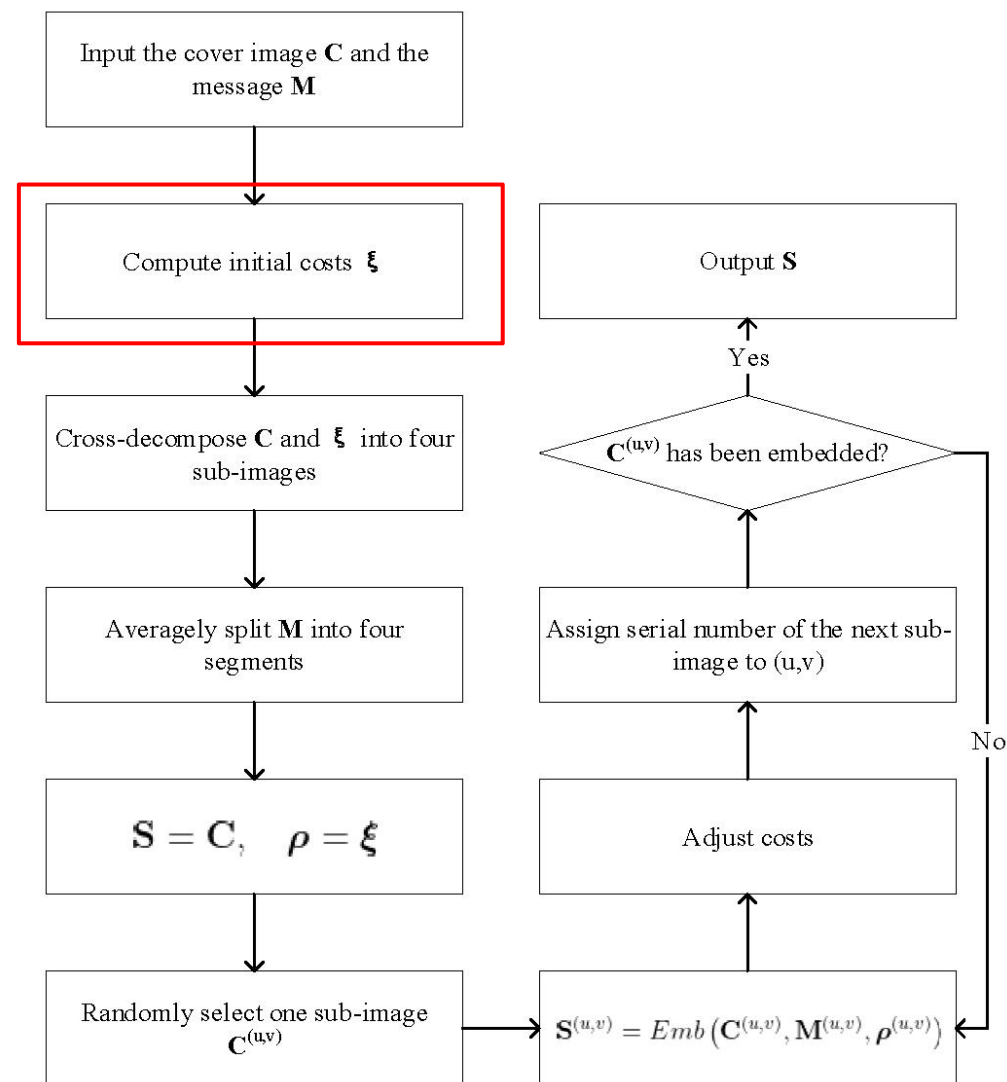 Input the cover image C and the
message M
Compute initial costs ξ
Cross-decompose C and ξ into four
sub-images
Averagely split M into four
segments
S = C, ρ = ξ
Randomly select one sub-image
C^(u,v)
S^(u,v) = Emb (C^(u,v), M^(u,v), ρ^(u,v))
Adjust costs
Assign serial number of the next sub-
image to (u,v)
C^(u,v) has been embedded?
Yes
No
Output S